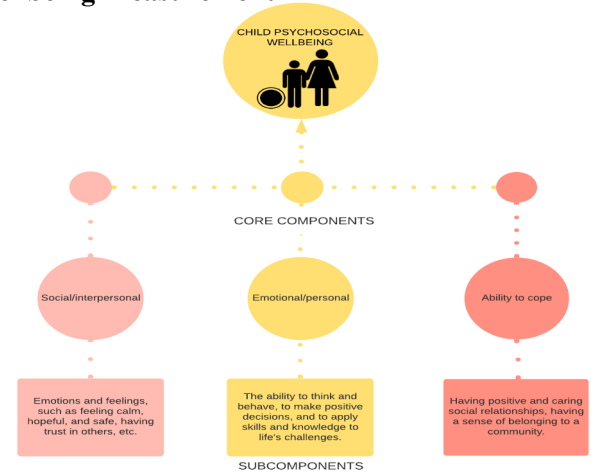 CHILD PSYCHOSOCIAL
WELLBEING
CORE COMPONENTS
Social/interpersonal
Emotional/personal
Ability to cope
Emotions and feelings,
such as feeling calm,
hopeful, and safe, having
trust in others, etc.
The ability to think and
behave, to make positive
decisions, and to apply
skills and knowledge to
life's challenges.
Having positive and caring
social relationships, having
a sense of belonging to a
community.
SUBCOMPONENTS